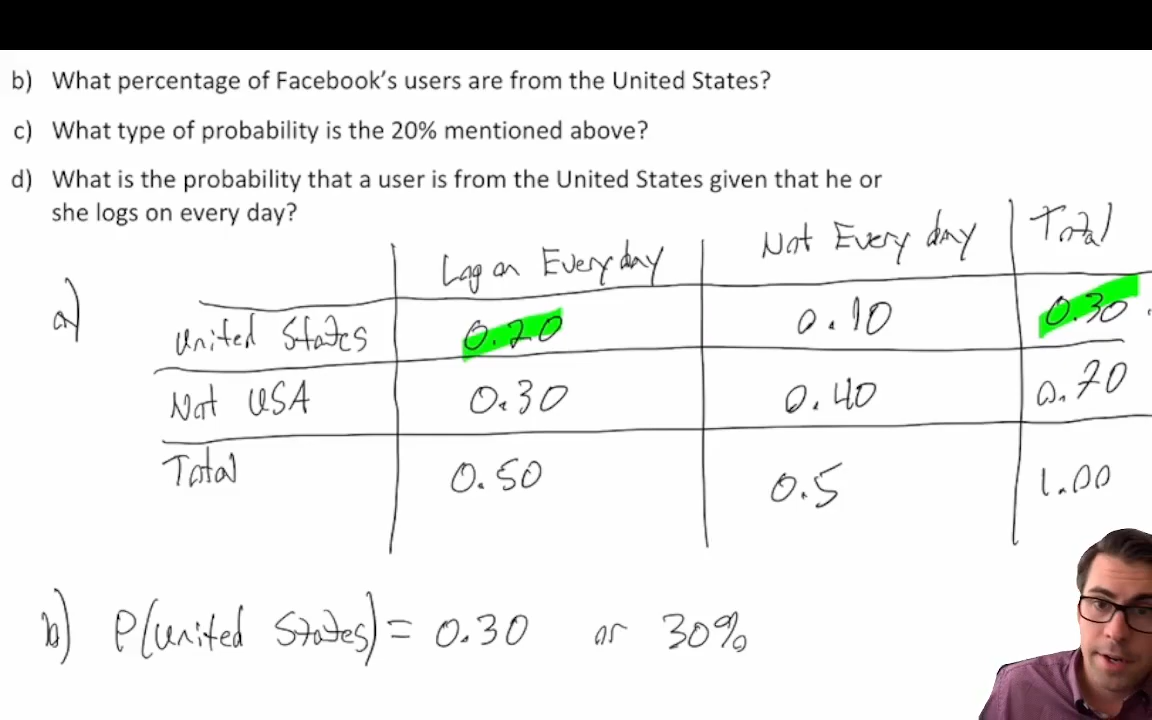 b) What percentage of Facebook's users are from the United States?
c) What type of probability is the 20% mentioned above?
d) What is the probability that a user is from the United States given that he or
she logs on every day?
a) Log on Everyday Not Every day Total
United States 0.20 0.10 0.30
Not USA 0.30 0.40 0.70
Total 0.50 0.5 1.00
b) P(United States) = 0.30 or 30%